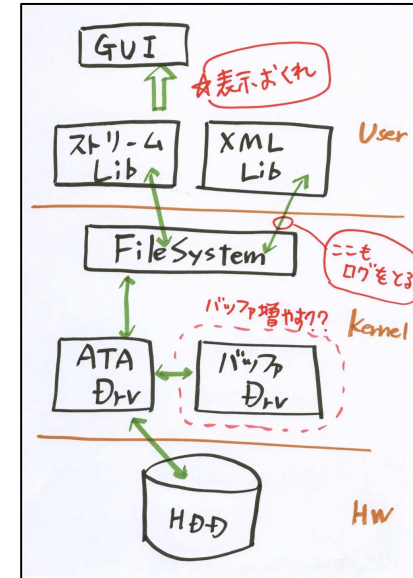 GUI
☆表示おくれ
ストリーム
Lib
XML
Lib
User
FileSystem
ここも
ログをとる
バッファ増やす??
Kernel
ATA
Drv
バッファ
Drv
HDD
HW